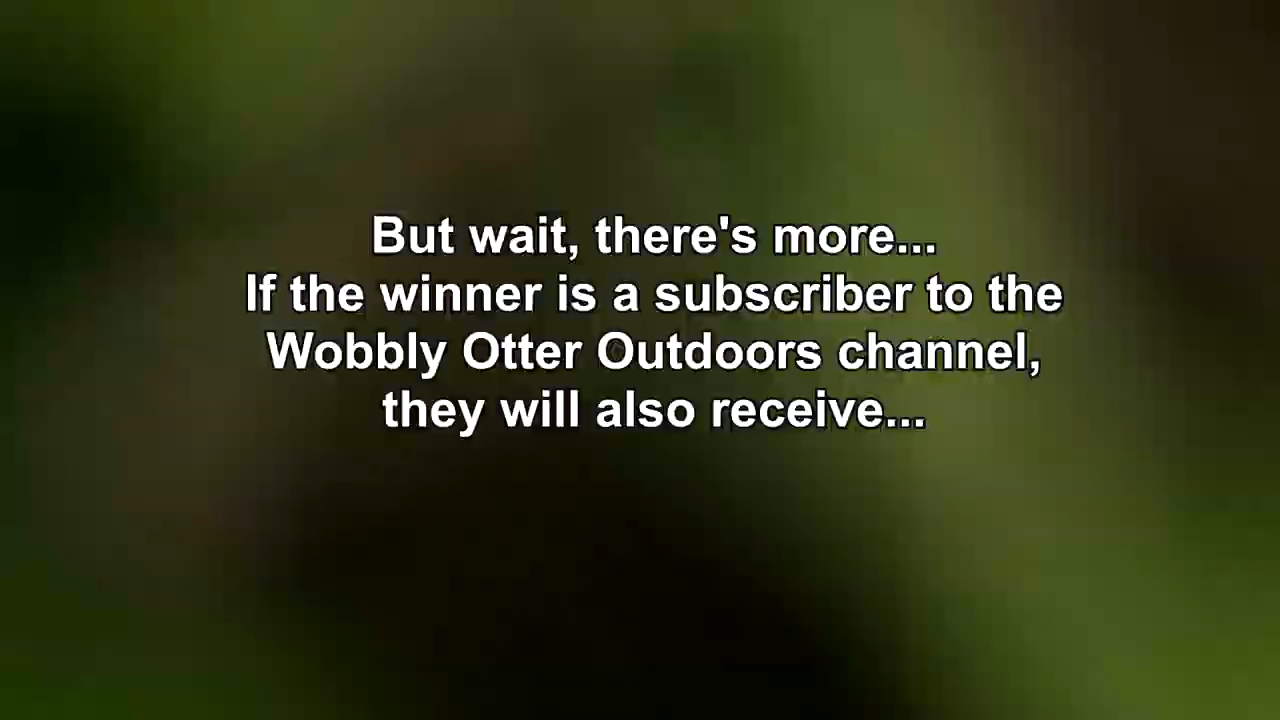 But wait, there's more...
If the winner is a subscriber to the
Wobbly Otter Outdoors channel,
they will also receive...